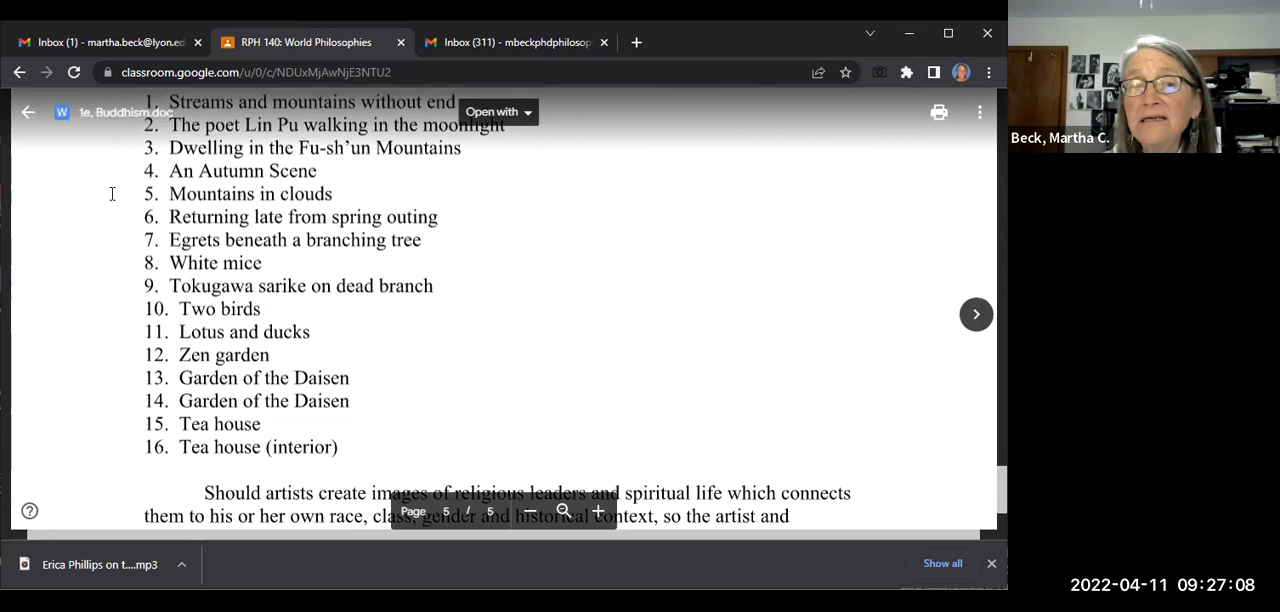 Inbox (1) - martha.beck@lyon.ed
RPH 140: World Philosophies
Inbox (311) - mbeckphdphilosop
classroom.google.com/u/0/c/NDUxMjAwNjE3NTU2
1e, Buddhism.doc
Open with
1. Streams and mountains without end
2. The poet Lin Pu walking in the moonlight
3. Dwelling in the Fu-sh'un Mountains
4. An Autumn Scene
5. Mountains in clouds
6. Returning late from spring outing
7. Egrets beneath a branching tree
8. White mice
9. Tokugawa sarike on dead branch
10. Two birds
11. Lotus and ducks
12. Zen garden
13. Garden of the Daisen
14. Garden of the Daisen
15. Tea house
16. Tea house (interior)
Should artists create images of religious leaders and spiritual life which connects
them to his or her own race, class, gender and historical context, so the artist and
Page 5 / 5
Erica Phillips on t....mp3
Show all
Beck, Martha C.
2022-04-11 09:27:08